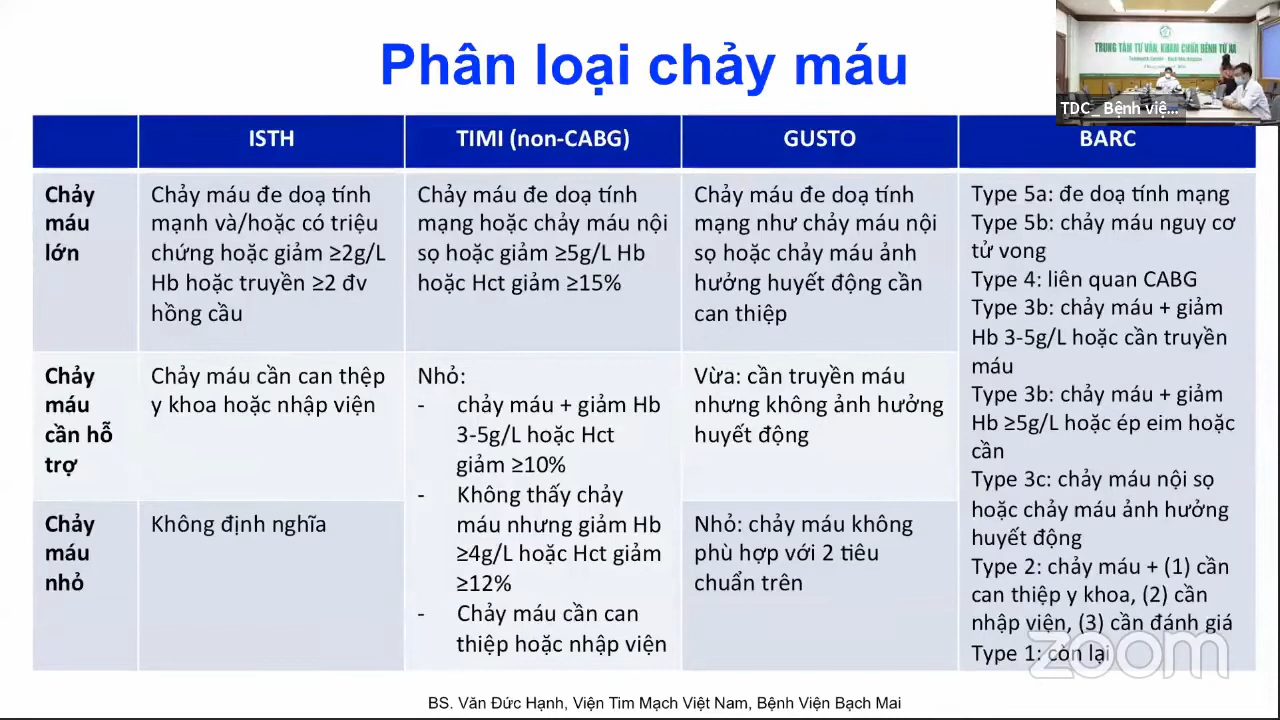 Phân loại chảy máu
TRUNG TÂM TƯ VẤN, KHÁM CHỮA BỆNH TỪ XA
TDC_ Bệnh việ...
ISTH
TIMI (non-CABG)
GUSTO
BARC
Chảy
máu
lớn
Chảy máu đe doạ tính
mạnh và/hoặc có triệu
chứng hoặc giảm ≥2g/L
Hb hoặc truyền ≥2 đv
hồng cầu
Chảy máu đe doạ tính
mạng hoặc chảy máu nội
sọ hoặc giảm ≥5g/L Hb
hoặc Hct giảm ≥15%
Chảy máu đe doạ tính
mạng như chảy máu nội
sọ hoặc chảy máu ảnh
hưởng huyết động cần
can thiệp
Type 5a: đe doạ tính mạng
Type 5b: chảy máu nguy cơ
tử vong
Type 4: liên quan CABG
Type 3b: chảy máu + giảm
Hb 3-5g/L hoặc cần truyền
máu
Type 3b: chảy máu + giảm
Hb ≥5g/L hoặc ép eim hoặc
cần
Type 3c: chảy máu nội sọ
hoặc chảy máu ảnh hưởng
huyết động
Type 2: chảy máu + (1) cần
can thiệp y khoa, (2) cần
nhập viện, (3) cần đánh giá
Type 1: còn lại
Chảy
máu
cần hỗ
trợ
Chảy máu cần can thệp
y khoa hoặc nhập viện
Nhỏ:
- chảy máu + giảm Hb
3-5g/L hoặc Hct
giảm ≥10%
- Không thấy chảy
máu nhưng giảm Hb
≥4g/L hoặc Hct giảm
≥12%
- Chảy máu cần can
thiệp hoặc nhập viện
Vừa: cần truyền máu
nhưng không ảnh hưởng
huyết động
Chảy
máu
nhỏ
Không định nghĩa
Nhỏ: chảy máu không
phù hợp với 2 tiêu
chuẩn trên
zoom
BS. Văn Đức Hạnh, Viện Tim Mạch Việt Nam, Bệnh Viện Bạch Mai